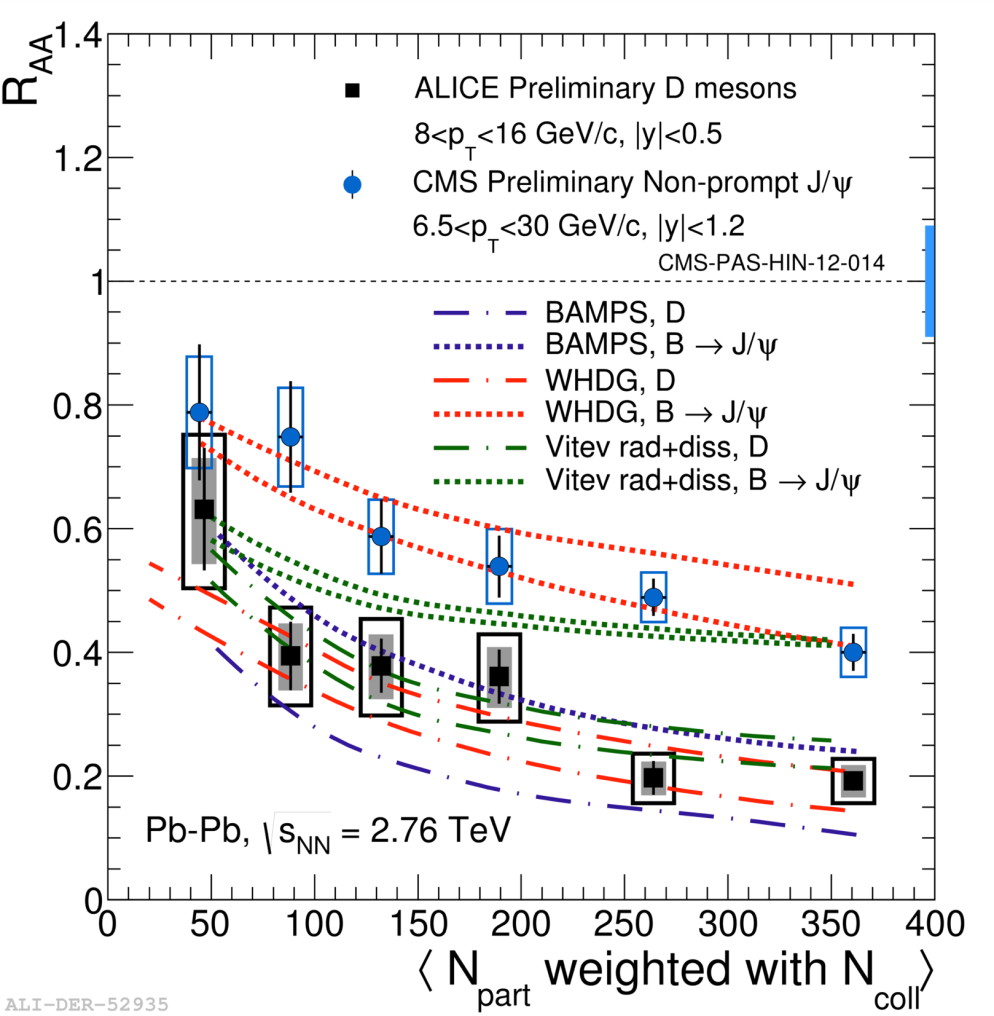 R_AA
1.4
1.2
1
0.8
0.6
0.4
0.2
0
ALICE Preliminary D mesons
8<p_T<16 GeV/c, |y|<0.5
CMS Preliminary Non-prompt J/ψ
6.5<p_T<30 GeV/c, |y|<1.2
CMS-PAS-HIN-12-014
BAMPS, D
BAMPS, B → J/ψ
WHDG, D
WHDG, B → J/ψ
Vitev rad+diss, D
Vitev rad+diss, B → J/ψ
Pb-Pb, √s_NN = 2.76 TeV
0 50 100 150 200 250 300 350 400
⟨ N_part weighted with N_coll ⟩
ALI-DER-52935